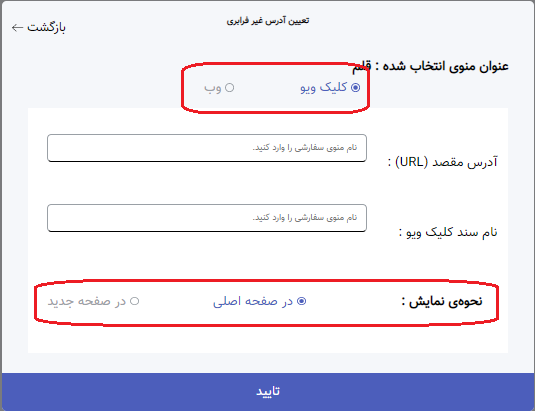 تعیین آدرس غیر فرابری
بازگشت
عنوان منوی انتخاب شده : قلم
کلیک ویو
وب
آدرس مقصد (URL) :
نام منوی سفارشی را وارد کنید.
نام سند کلیک ویو :
نام منوی سفارشی را وارد کنید.
نحوه‌ی نمایش :
در صفحه اصلی
در صفحه جدید
تایید